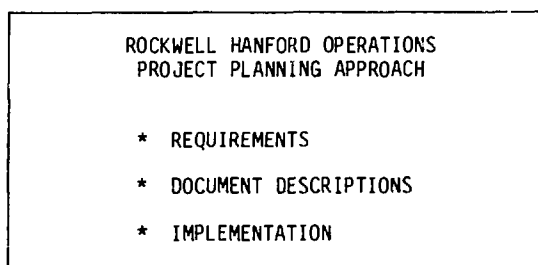 ROCKWELL HANFORD OPERATIONS
PROJECT PLANNING APPROACH
* REQUIREMENTS
* DOCUMENT DESCRIPTIONS
* IMPLEMENTATION